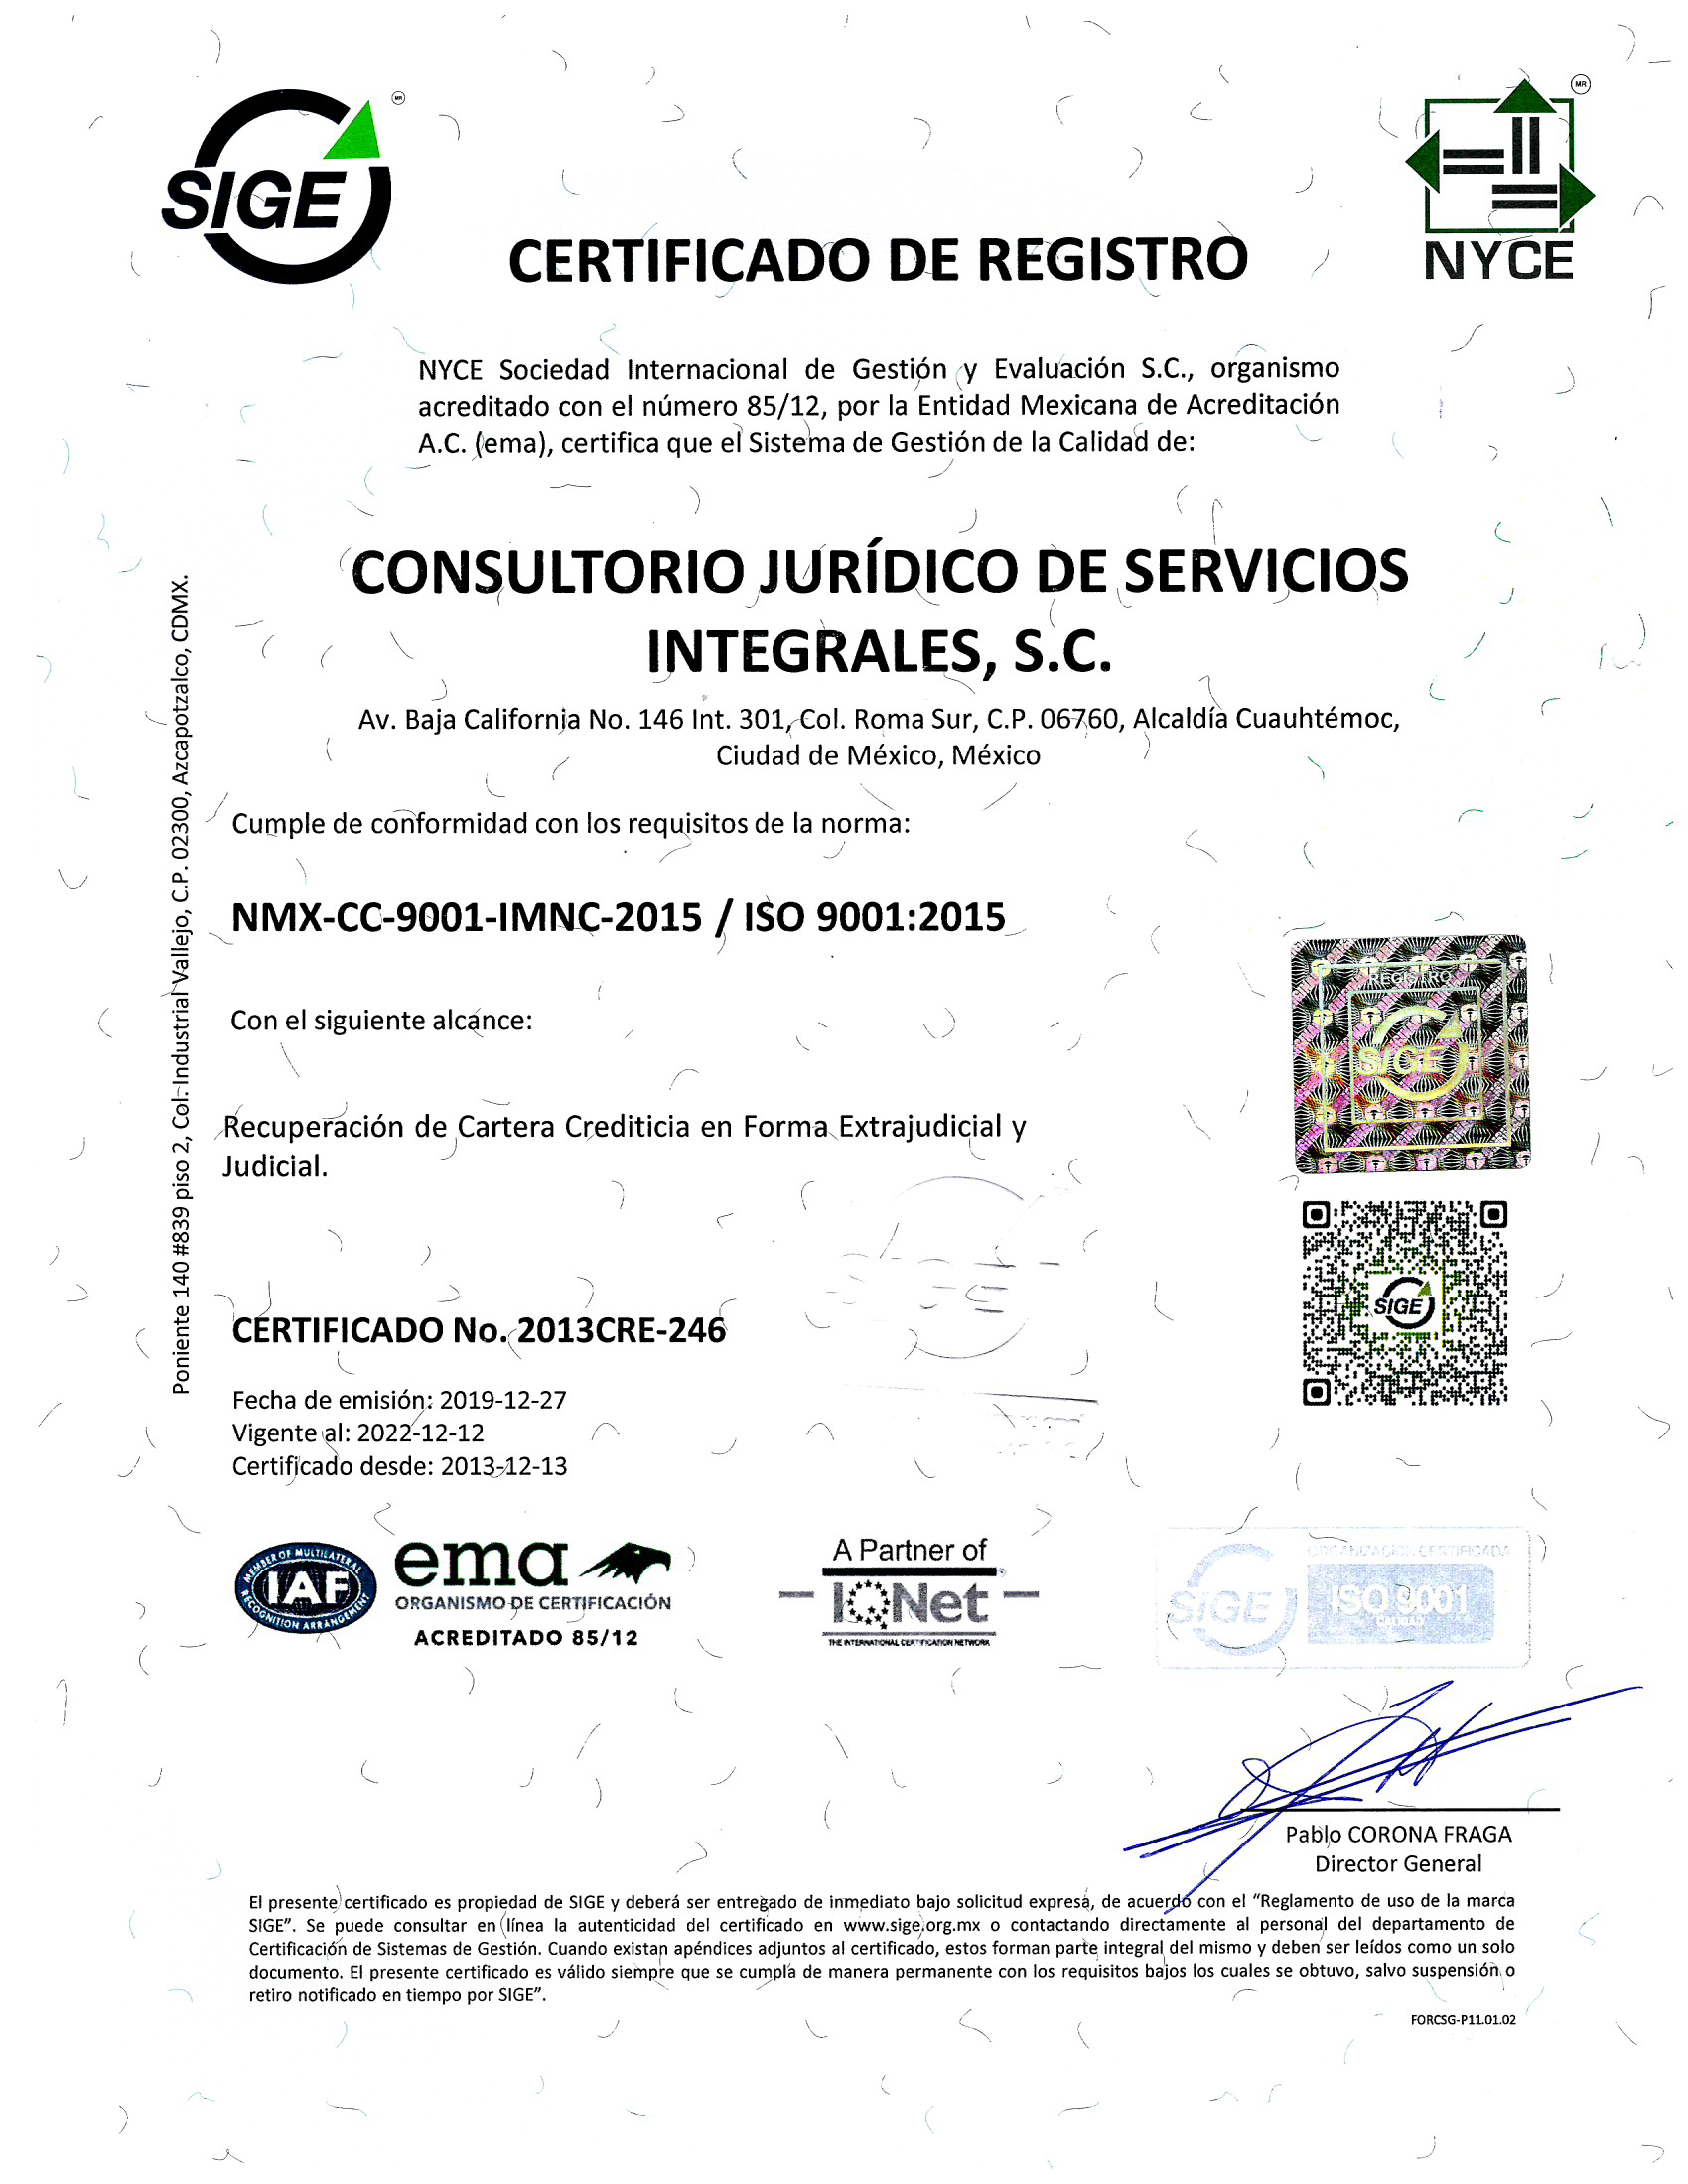 SIGE
MR
MR
NYCE
CERTIFICADO DE REGISTRO
NYCE Sociedad Internacional de Gestión y Evaluación S.C., organismo
acreditado con el número 85/12, por la Entidad Mexicana de Acreditación
A.C. (ema), certifica que el Sistema de Gestión de la Calidad de:
CONSULTORIO JURÍDICO DE SERVICIOS
INTEGRALES, S.C.
Av. Baja California No. 146 Int. 301, Col. Roma Sur, C.P. 06760, Alcaldía Cuauhtémoc,
Ciudad de México, México
Poniente 140 #839 piso 2, Col. Industrial Vallejo, C.P. 02300, Azcapotzalco, CDMX.
Cumple de conformidad con los requisitos de la norma:
NMX-CC-9001-IMNC-2015 / ISO 9001:2015
Con el siguiente alcance:
REGISTRO
SIGE
Recuperación de Cartera Crediticia en Forma Extrajudicial y
Judicial.
SIGE
CERTIFICADO No. 2013CRE-246
Fecha de emisión: 2019-12-27
Vigente al: 2022-12-12
Certificado desde: 2013-12-13
MEMBER OF MULTILATERAL
IAF
RECOGNITION ARRANGEMENT
ema
ORGANISMO DE CERTIFICACIÓN
ACREDITADO 85/12
A Partner of
IQNet
THE INTERNATIONAL CERTIFICATION NETWORK
ORGANIZACIÓN CERTIFICADA
SIGE
ISO 9001
CALIDAD
Pablo CORONA FRAGA
Director General
El presente certificado es propiedad de SIGE y deberá ser entregado de inmediato bajo solicitud expresa, de acuerdo con el “Reglamento de uso de la marca
SIGE”. Se puede consultar en línea la autenticidad del certificado en www.sige.org.mx o contactando directamente al personal del departamento de
Certificación de Sistemas de Gestión. Cuando existan apéndices adjuntos al certificado, estos forman parte integral del mismo y deben ser leídos como un solo
documento. El presente certificado es válido siempre que se cumpla de manera permanente con los requisitos bajos los cuales se obtuvo, salvo suspensión o
retiro notificado en tiempo por SIGE”.
FORCSG-P11.01.02